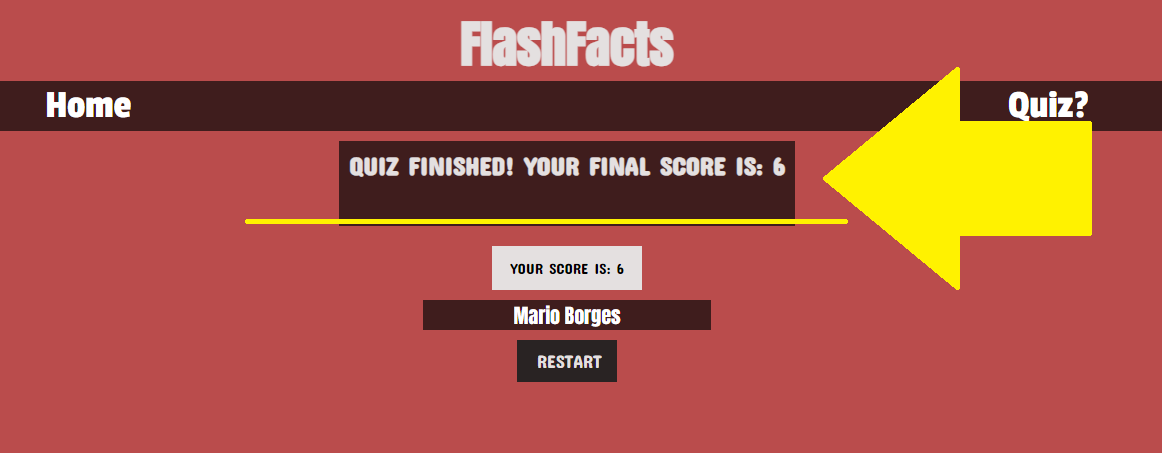 FlashFacts
Home
Quiz?
QUIZ FINISHED! YOUR FINAL SCORE IS: 6
YOUR SCORE IS: 6
Mario Borges
RESTART